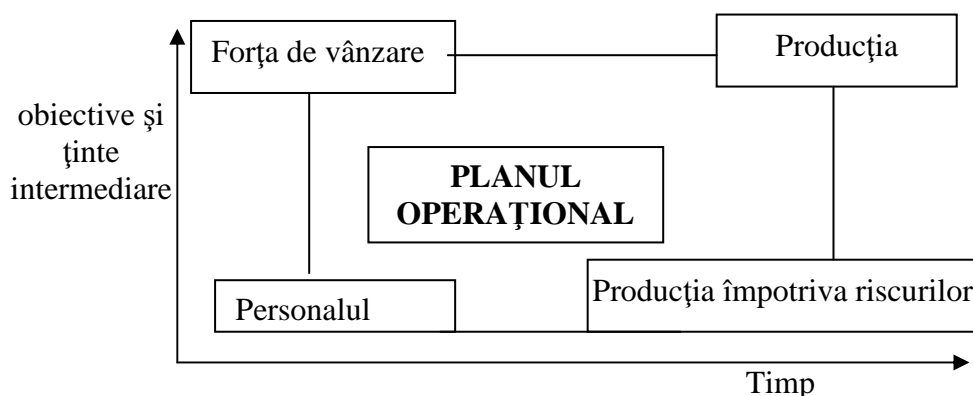 Forţa de vânzare
Producţia
obiective şi
ţinte
intermediare
PLANUL
OPERAŢIONAL
Personalul
Producţia împotriva riscurilor
Timp